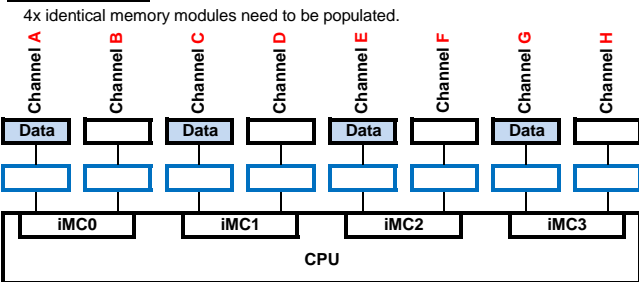 4x identical memory modules need to be populated.
Channel A
Channel B
Channel C
Channel D
Channel E
Channel F
Channel G
Channel H
Data
Data
Data
Data
iMC0
iMC1
iMC2
iMC3
CPU